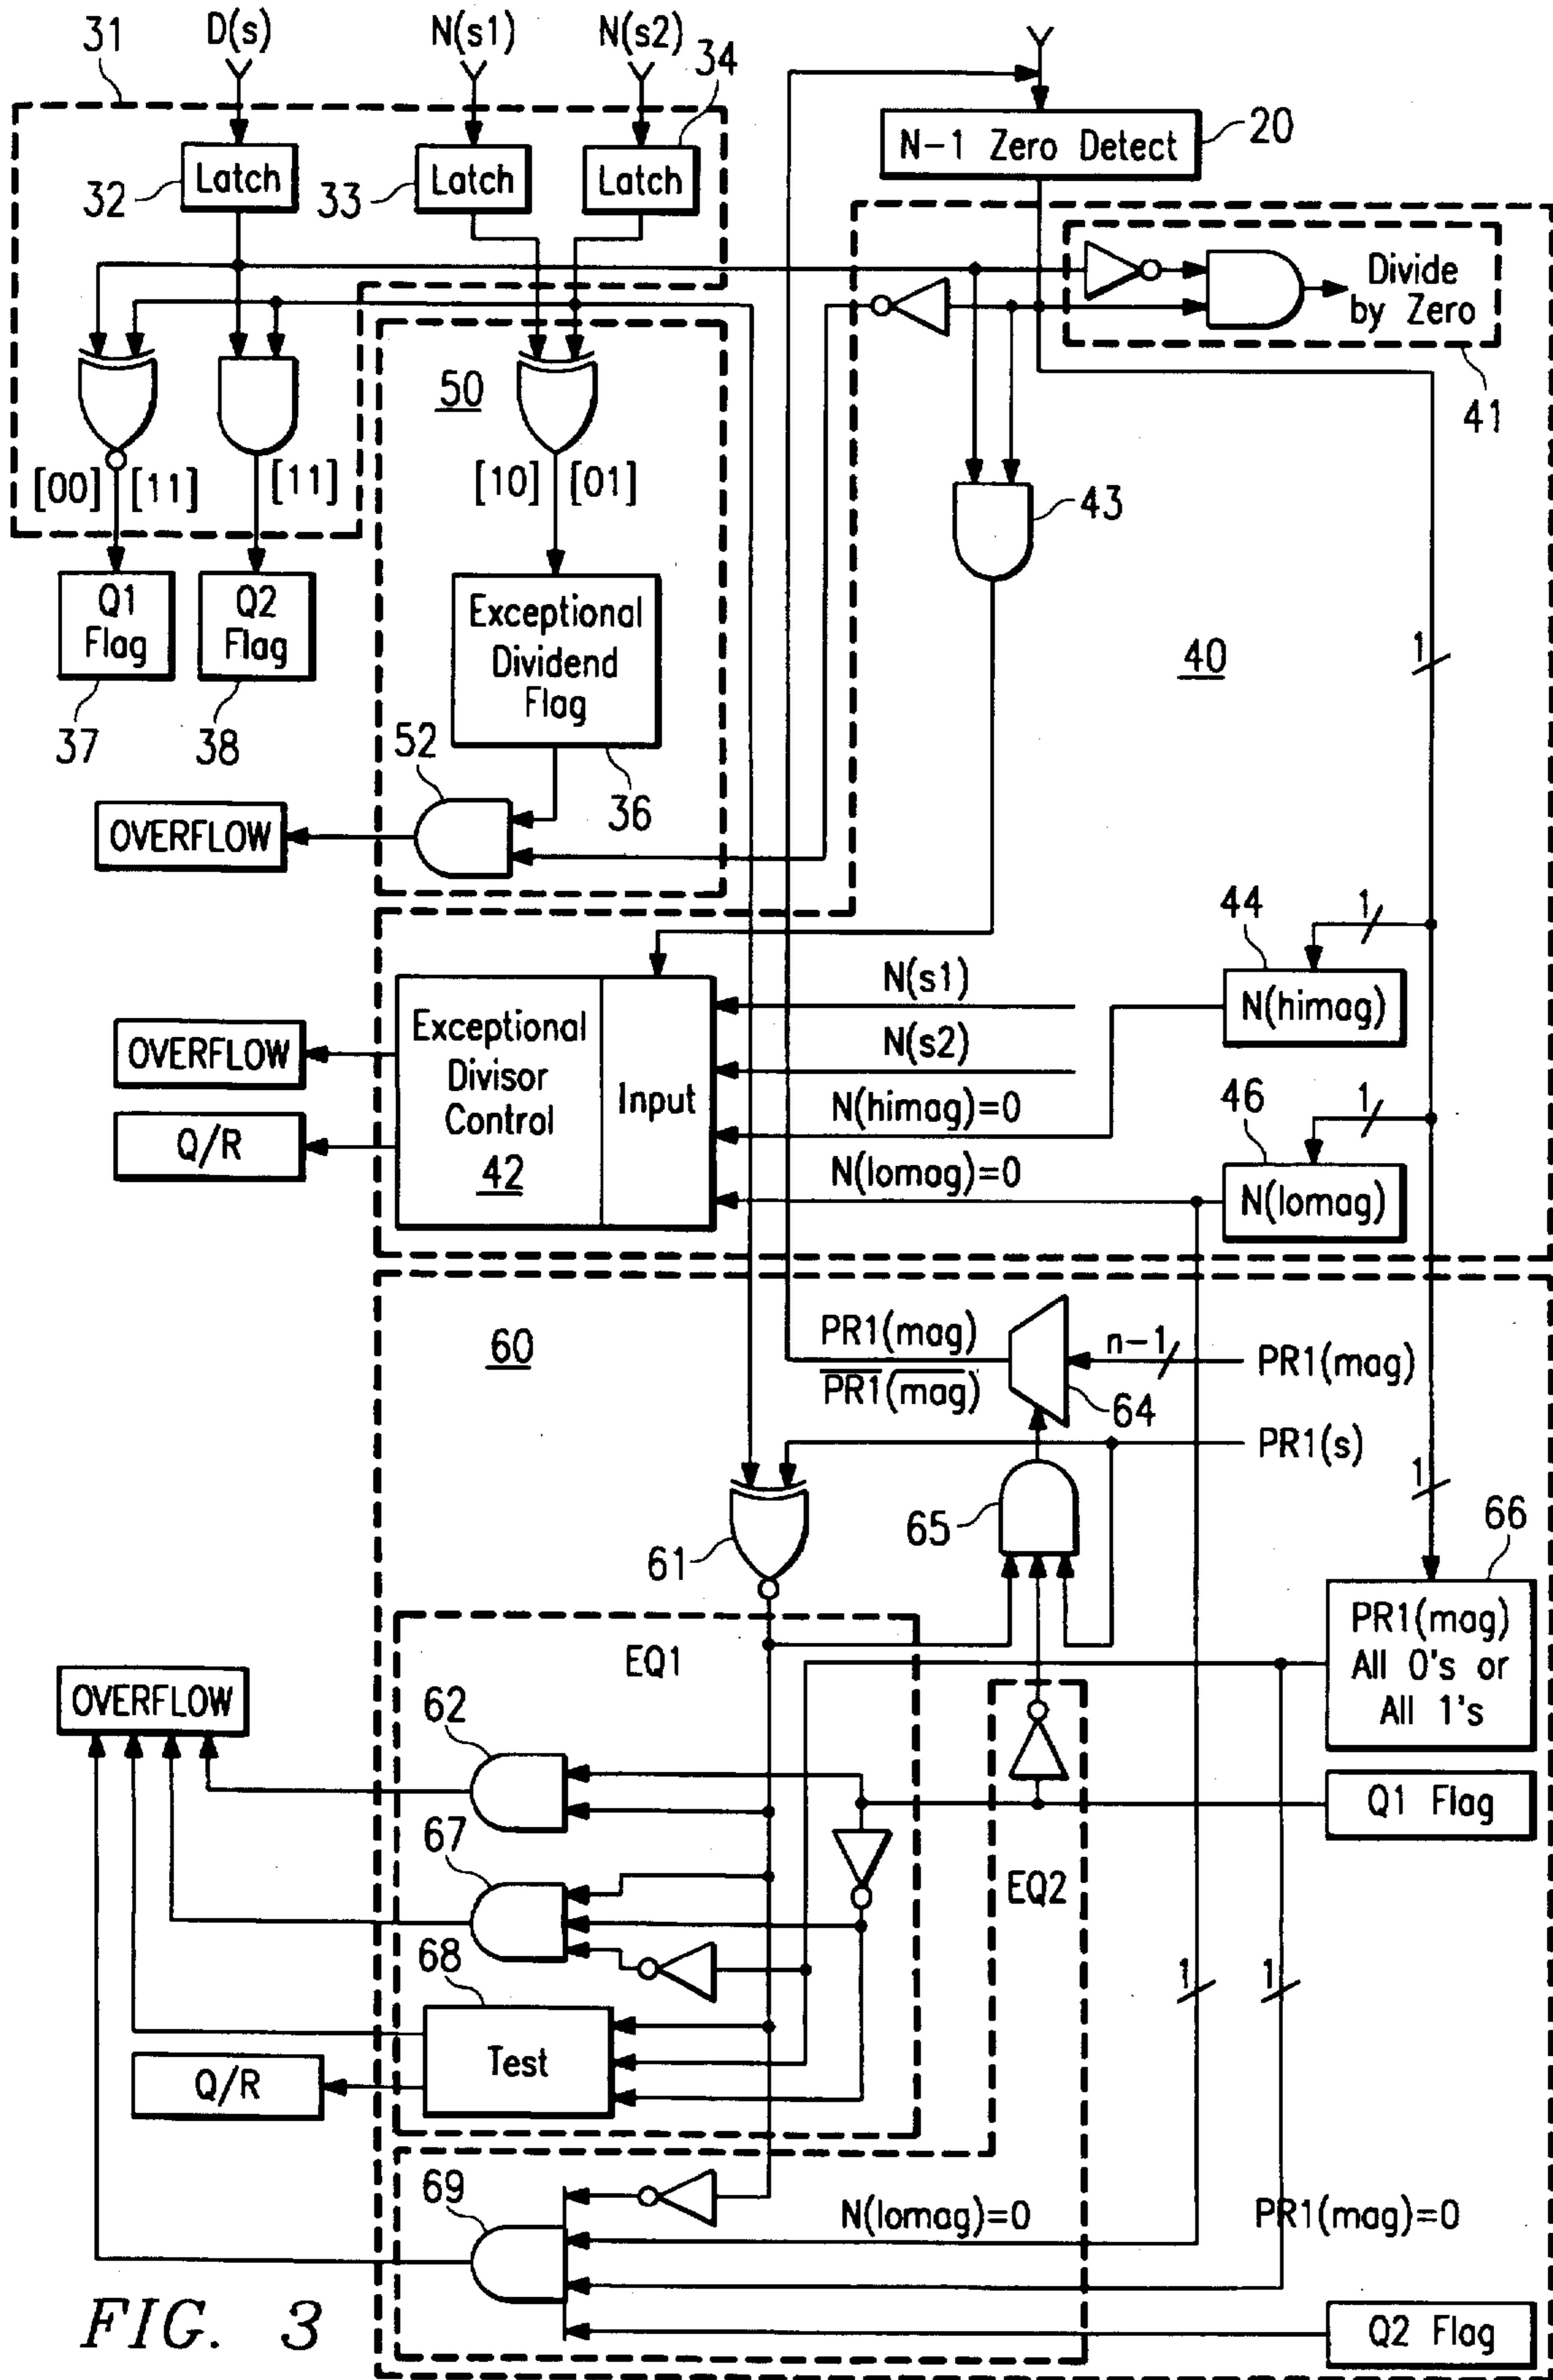 31
D(s)
N(s1)
N(s2)
34
N-1 Zero Detect
20
Latch
Latch
Latch
32
33
Divide
by Zero
41
50
[00]
[11]
[11]
[10]
[01]
43
Q1
Flag
Q2
Flag
37
38
Exceptional
Dividend
Flag
36
40
1
52
OVERFLOW
44
1
N(s1)
N(himag)
Exceptional
Divisor
Control
42
Input
OVERFLOW
N(s2)
46
1
N(himag)=0
Q/R
N(lomag)=0
N(lomag)
60
PR1(mag)
PR1(mag)
n-1
PR1(mag)
64
PR1(s)
1
61
65
66
EQ1
PR1(mag)
All 0's or
All 1's
OVERFLOW
62
Q1 Flag
67
EQ2
68
1
1
Test
Q/R
69
N(lomag)=0
PR1(mag)=0
Q2 Flag
FIG. 3